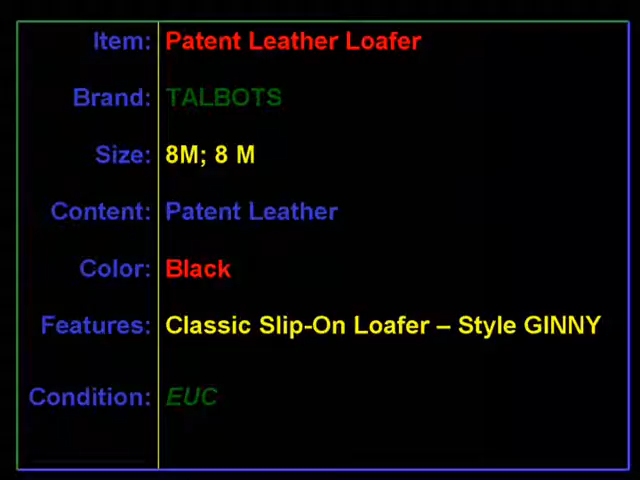 Item: Patent Leather Loafer
Brand: TALBOTS
Size: 8M; 8 M
Content: Patent Leather
Color: Black
Features: Classic Slip-On Loafer – Style GINNY
Condition: EUC